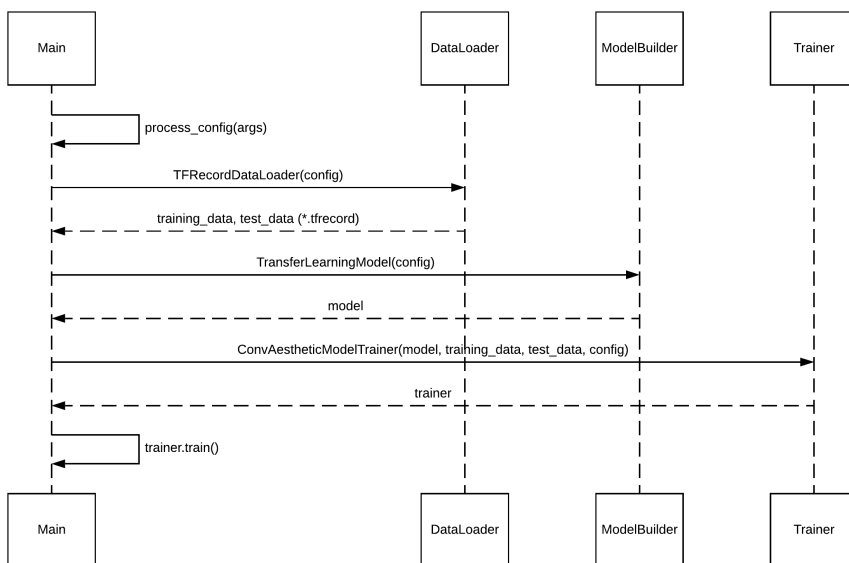 Main
DataLoader
ModelBuilder
Trainer
process_config(args)
TFRecordDataLoader(config)
training_data, test_data (*.tfrecord)
TransferLearningModel(config)
model
ConvAestheticModelTrainer(model, training_data, test_data, config)
trainer
trainer.train()
Main
DataLoader
ModelBuilder
Trainer